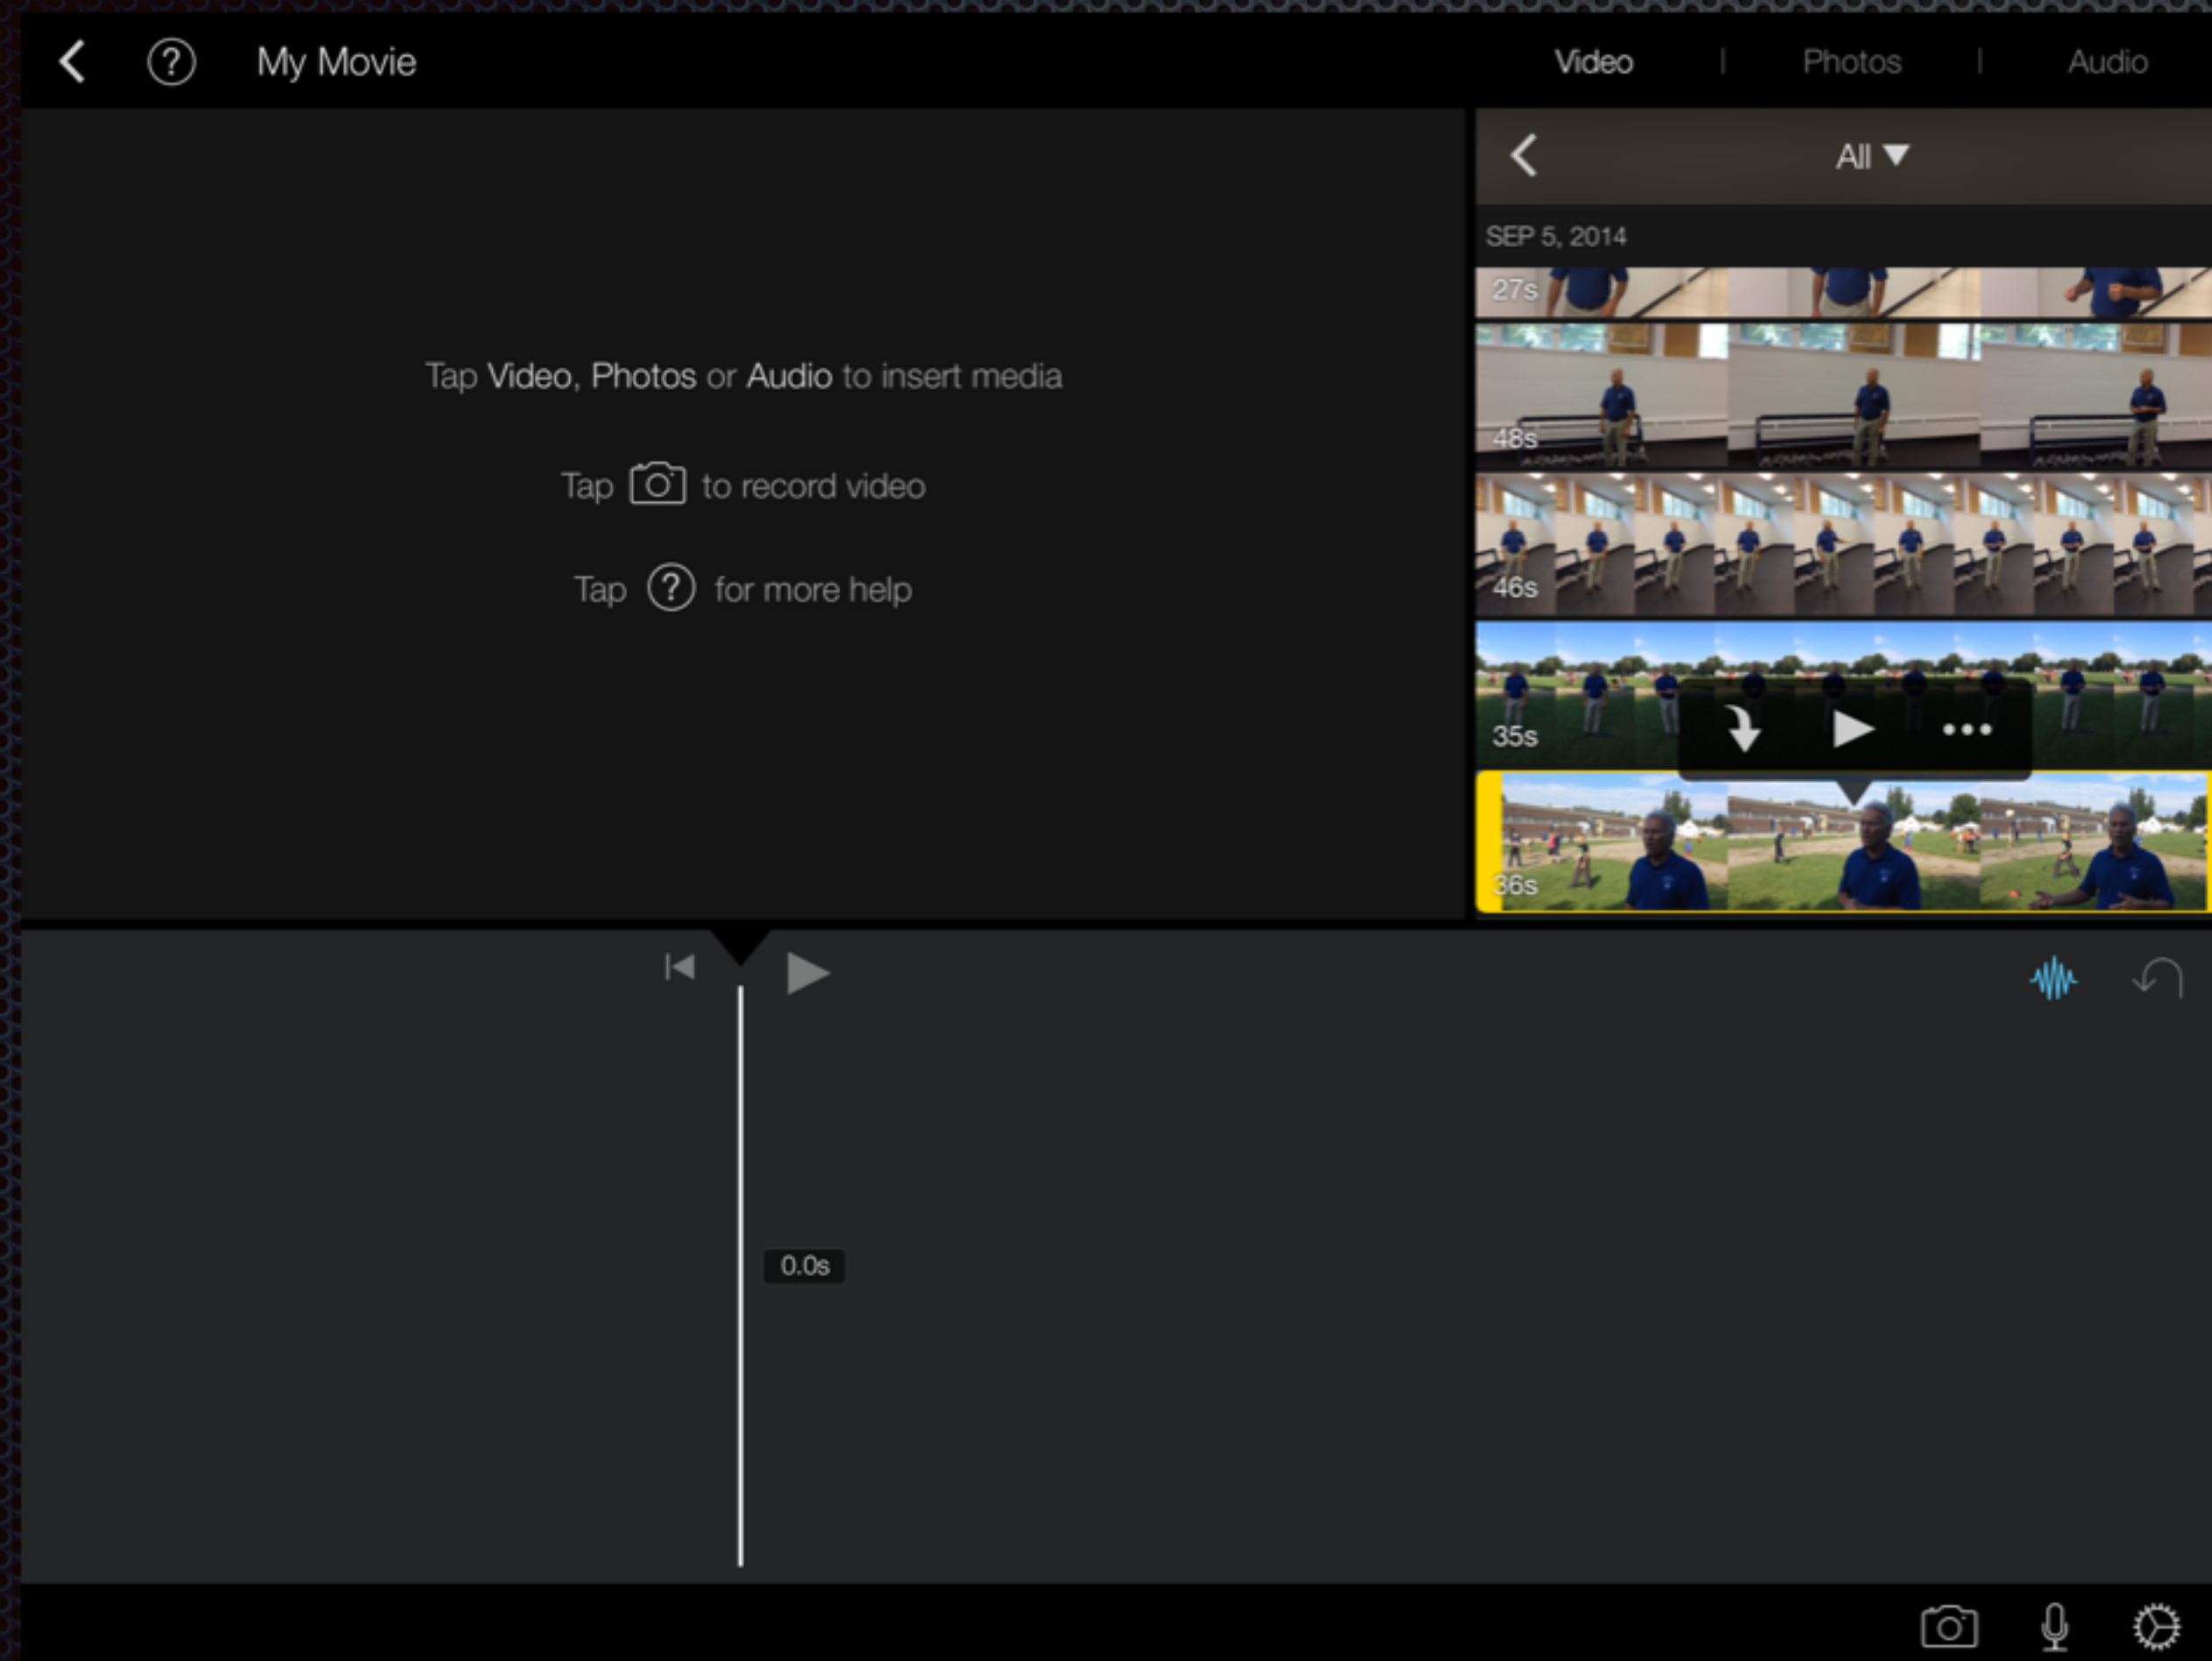 My Movie
Video | Photos | Audio
All
SEP 5, 2014
27s
48s
46s
35s
36s
Tap Video, Photos or Audio to insert media
Tap to record video
Tap ? for more help
0.0s